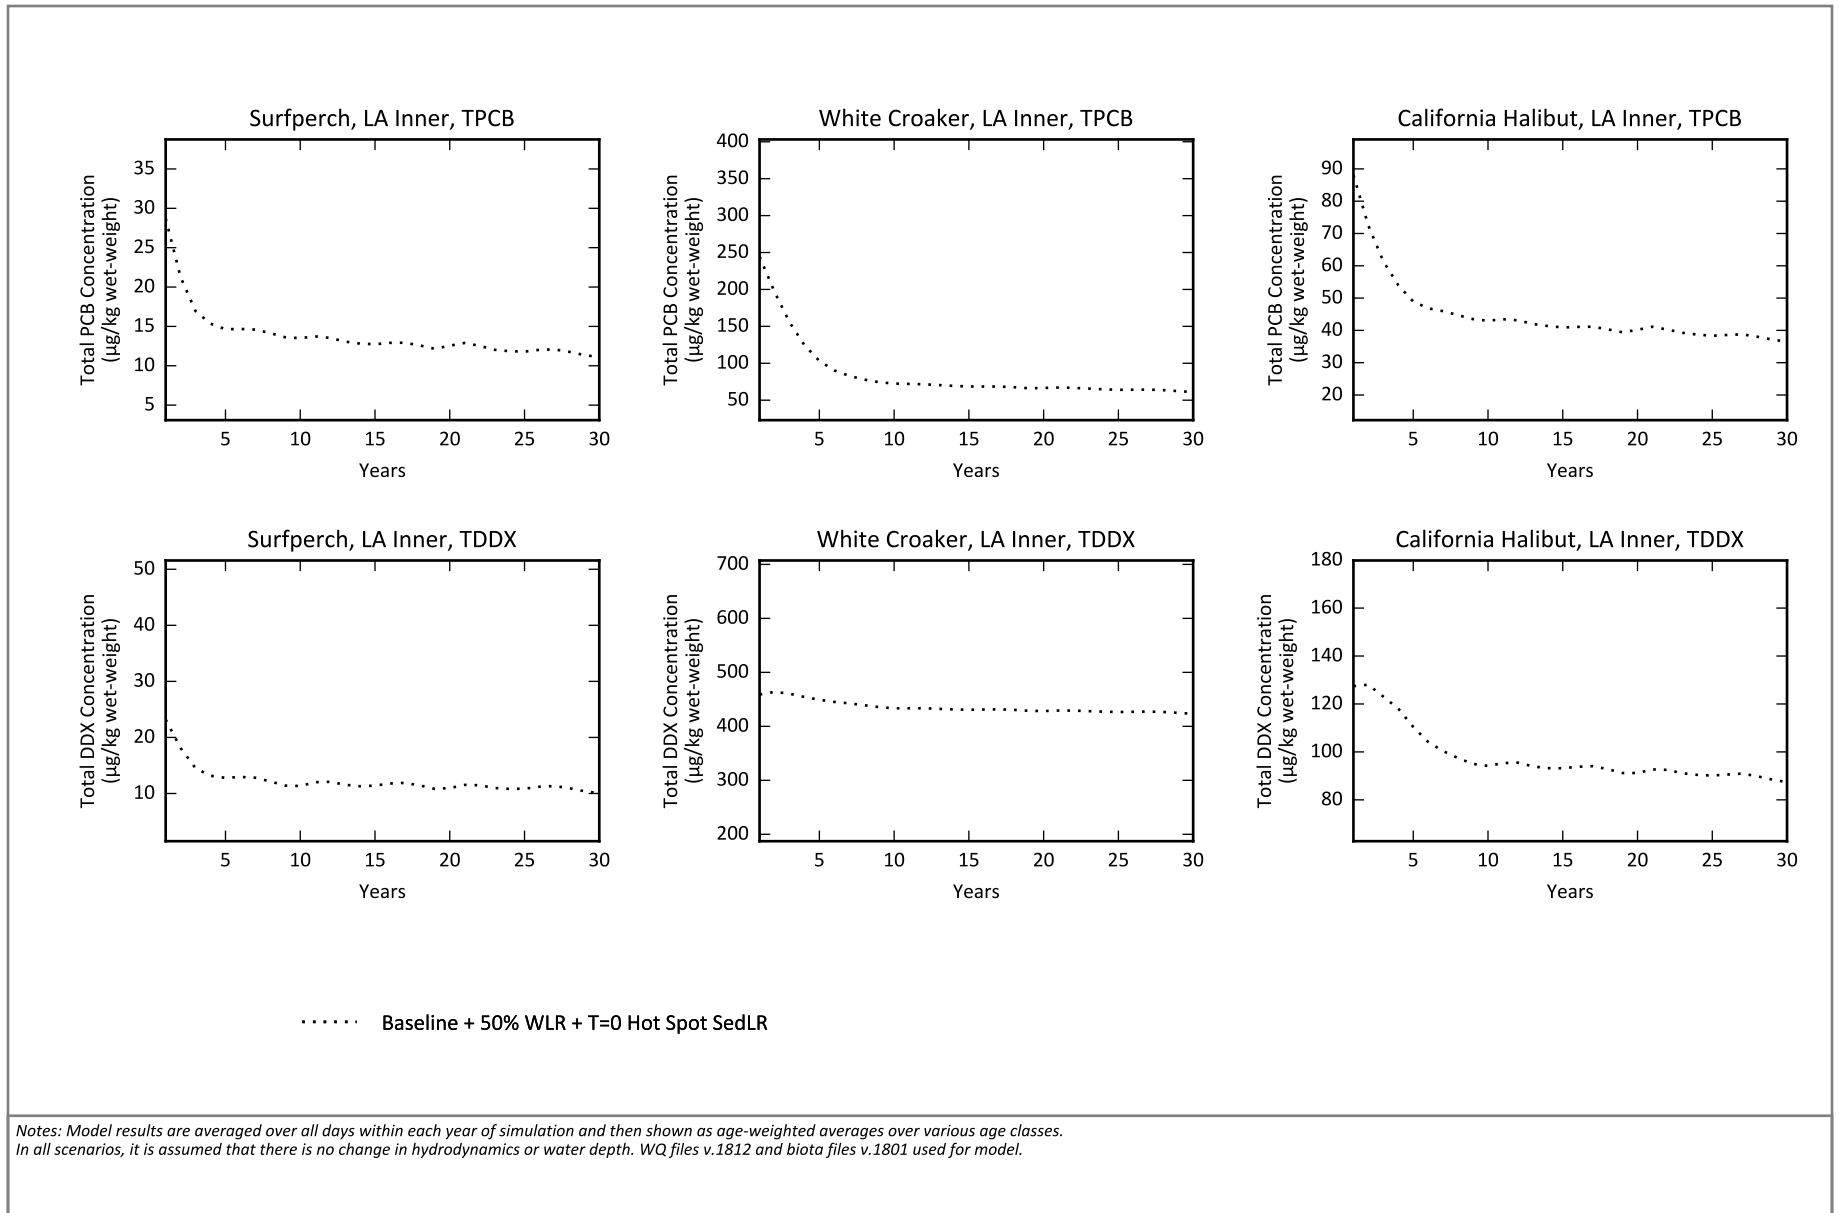 Surfperch, LA Inner, TPCB
Total PCB Concentration
(µg/kg wet-weight)
35
30
25
20
15
10
5
5 10 15 20 25 30
Years
White Croaker, LA Inner, TPCB
Total PCB Concentration
(µg/kg wet-weight)
400
350
300
250
200
150
100
50
5 10 15 20 25 30
Years
California Halibut, LA Inner, TPCB
Total PCB Concentration
(µg/kg wet-weight)
90
80
70
60
50
40
30
20
5 10 15 20 25 30
Years
Surfperch, LA Inner, TDDX
Total DDX Concentration
(µg/kg wet-weight)
50
40
30
20
10
5 10 15 20 25 30
Years
White Croaker, LA Inner, TDDX
Total DDX Concentration
(µg/kg wet-weight)
700
600
500
400
300
200
5 10 15 20 25 30
Years
California Halibut, LA Inner, TDDX
Total DDX Concentration
(µg/kg wet-weight)
180
160
140
120
100
80
5 10 15 20 25 30
Years
Baseline + 50% WLR + T=0 Hot Spot SedLR
Notes: Model results are averaged over all days within each year of simulation and then shown as age-weighted averages over various age classes.
In all scenarios, it is assumed that there is no change in hydrodynamics or water depth. WQ files v.1812 and biota files v.1801 used for model.